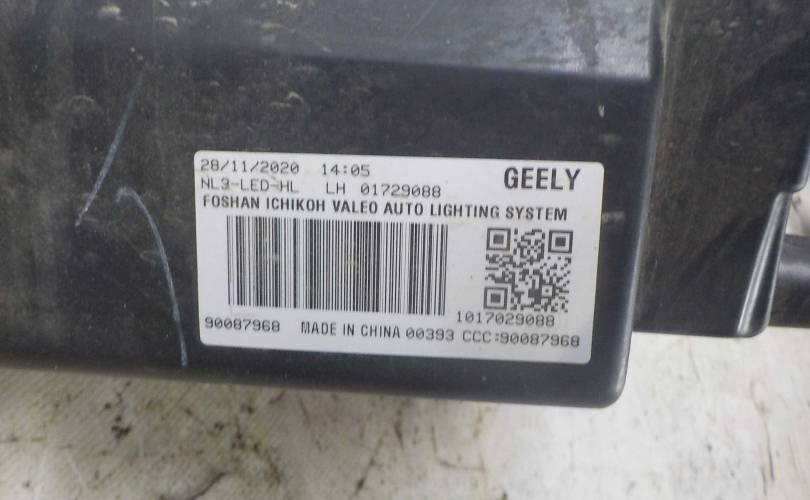 28/11/2020 14:05
GEELY
NL3-LED-HL LH 01729088
FOSHAN ICHIKOH VALEO AUTO LIGHTING SYSTEM
1017029088
90087968 MADE IN CHINA 00393 CCC:90087968